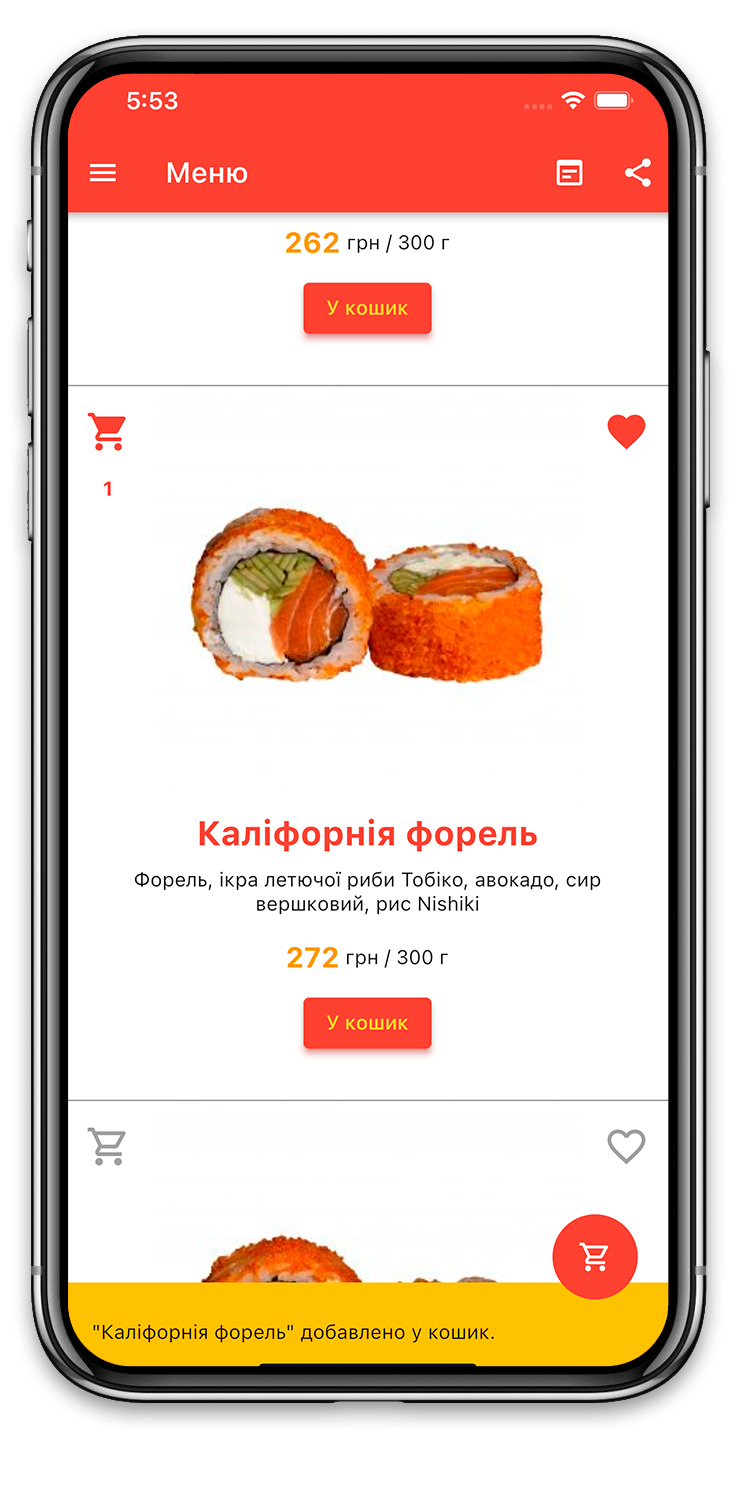 5:53
Меню
262 грн / 300 г
У кошик
1
Каліфорнія форель
Форель, ікра летючої риби Тобіко, авокадо, сир
вершковий, рис Nishiki
272 грн / 300 г
У кошик
"Каліфорнія форель" добавлено у кошик.